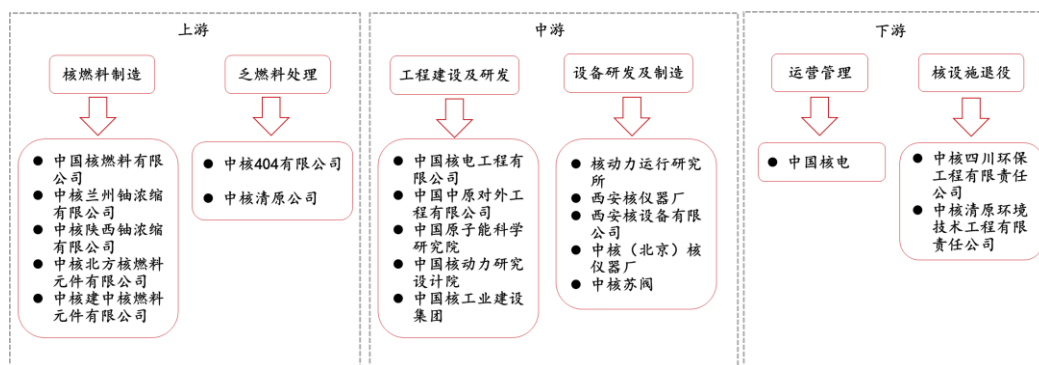 上游
核燃料制造
中国核燃料有限公
司
中核兰州铀浓缩
有限公司
中核陕西铀浓缩
有限公司
中核北方核燃料
元件有限公司
中核建中核燃料
元件有限公司
乏燃料处理
中核404有限公司
中核清原公司
中游
工程建设及研发
中国核电工程有
限公司
中国中原对外工
程有限公司
中国原子能科学
研究院
中国核动力研究
设计院
中国核工业建设
集团
设备研发及制造
核动力运行研究
所
西安核仪器厂
西安核设备有限
公司
中核（北京）核
仪器厂
中核苏阀
下游
运营管理
中国核电
核设施退役
中核四川环保
工程有限责任
公司
中核清原环境
技术工程有限
责任公司